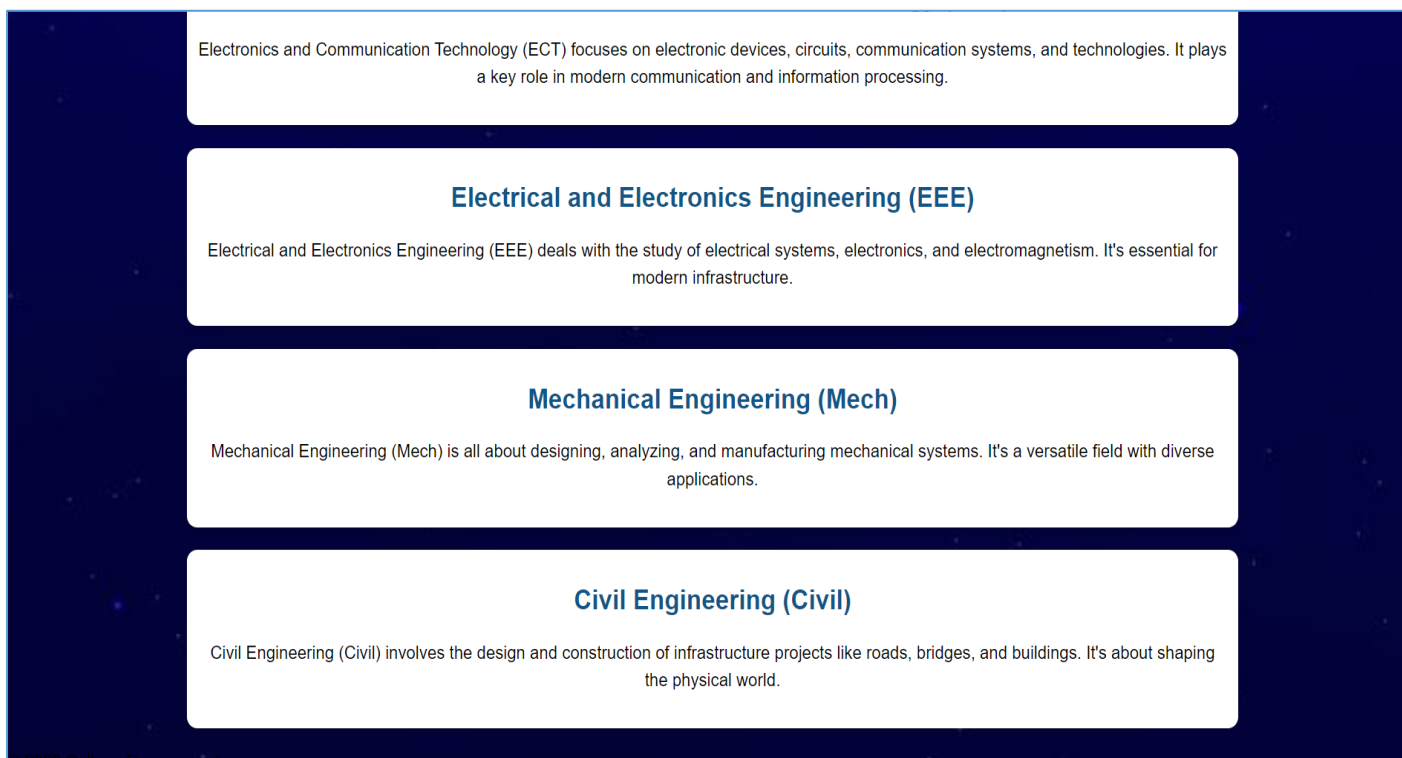 Electronics and Communication Technology (ECT) focuses on electronic devices, circuits, communication systems, and technologies. It plays
a key role in modern communication and information processing.
Electrical and Electronics Engineering (EEE)
Electrical and Electronics Engineering (EEE) deals with the study of electrical systems, electronics, and electromagnetism. It's essential for
modern infrastructure.
Mechanical Engineering (Mech)
Mechanical Engineering (Mech) is all about designing, analyzing, and manufacturing mechanical systems. It's a versatile field with diverse
applications.
Civil Engineering (Civil)
Civil Engineering (Civil) involves the design and construction of infrastructure projects like roads, bridges, and buildings. It's about shaping
the physical world.